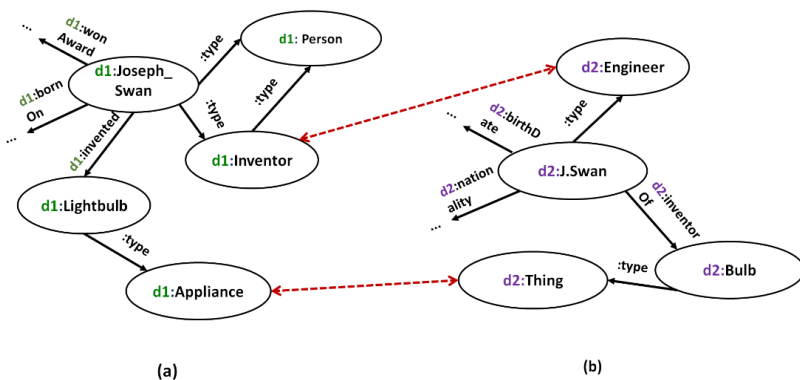 ...
d1:won
Award
:type
d1: Person
d1:Joseph_
Swan
d1:born
On
...
:type
:type
d1:invented
d1:Inventor
d1:Lightbulb
:type
d1:Appliance
(a)
d2:Engineer
d2:birthD
ate
...
:type
d2:nation
ality
...
d2:J.Swan
d2:inventor
Of
d2:Thing
:type
d2:Bulb
(b)